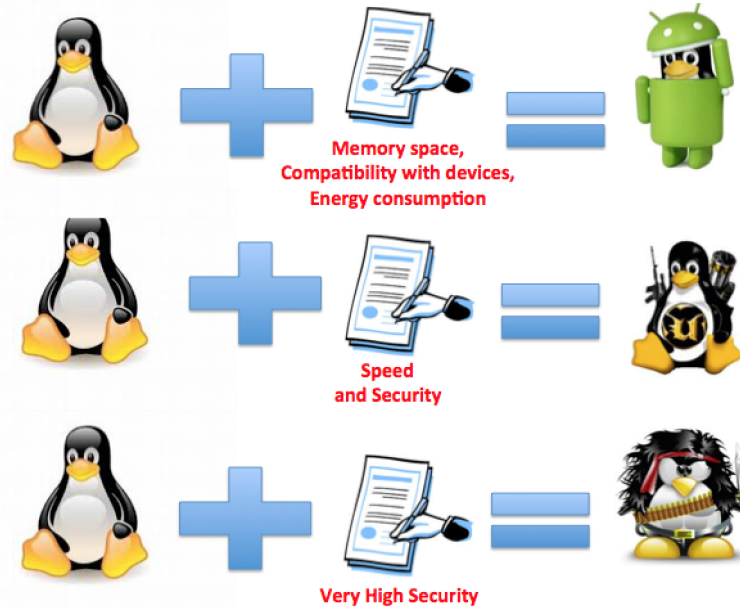 Memory space,
Compatibility with devices,
Energy consumption
Speed
and Security
Very High Security